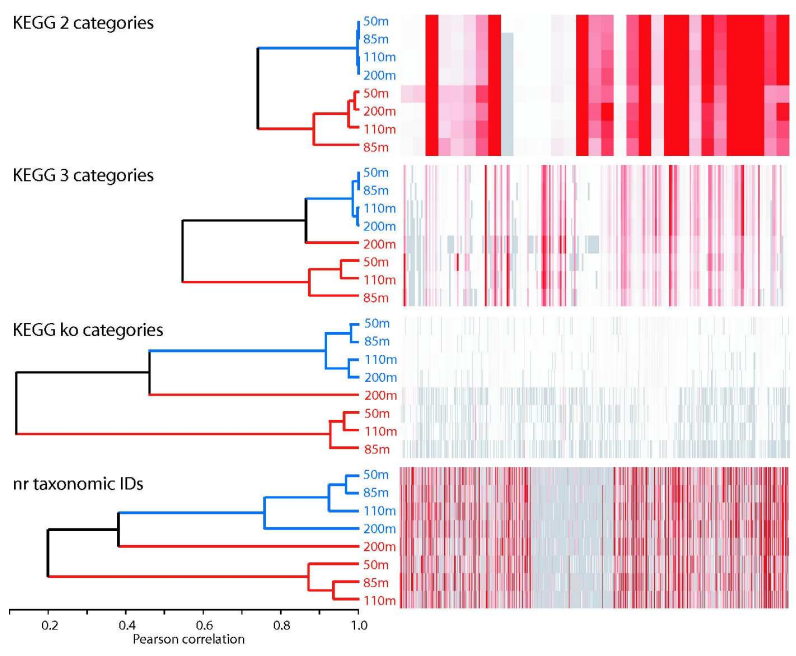 KEGG 2 categories
50m
85m
110m
200m
50m
200m
110m
85m
KEGG 3 categories
50m
85m
110m
200m
200m
50m
110m
85m
KEGG ko categories
50m
85m
110m
200m
200m
50m
110m
85m
nr taxonomic IDs
50m
85m
110m
200m
200m
50m
85m
110m
0.2 0.4 0.6 0.8 1.0
Pearson correlation